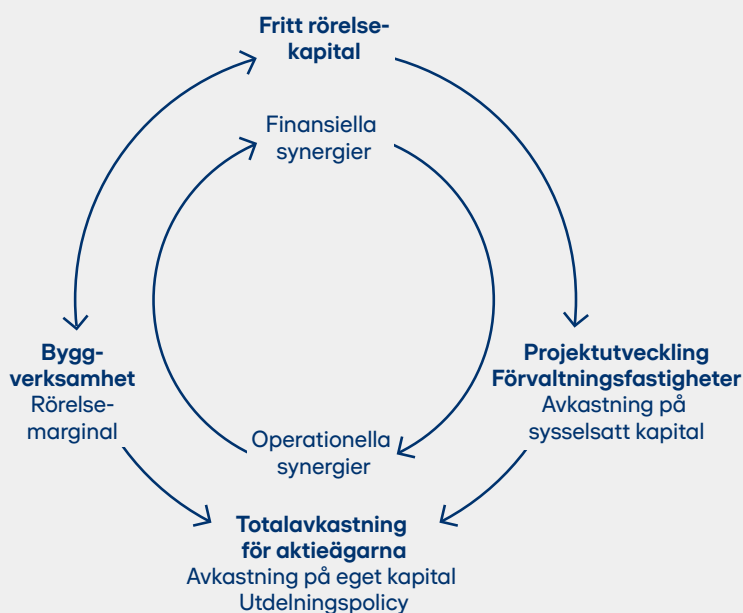 Fritt rörelse-
kapital
Finansiella
synergier
Bygg-
verksamhet
Rörelse-
marginal
Projektutveckling
Förvaltningsfastigheter
Avkastning på
sysselsatt kapital
Operationella
synergier
Totalavkastning
för aktieägarna
Avkastning på eget kapital
Utdelningspolicy